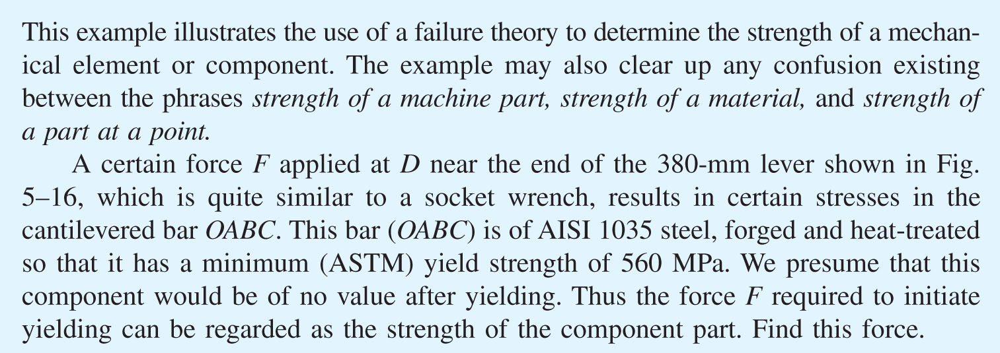 This example illustrates the use of a failure theory to determine the strength of a mechan-
ical element or component. The example may also clear up any confusion existing
between the phrases strength of a machine part, strength of a material, and strength of
a part at a point.
A certain force F applied at D near the end of the 380-mm lever shown in Fig.
5–16, which is quite similar to a socket wrench, results in certain stresses in the
cantilevered bar OABC. This bar (OABC) is of AISI 1035 steel, forged and heat-treated
so that it has a minimum (ASTM) yield strength of 560 MPa. We presume that this
component would be of no value after yielding. Thus the force F required to initiate
yielding can be regarded as the strength of the component part. Find this force.